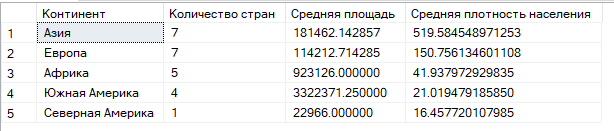 Континент Количество стран Средняя площадь Средняя плотность населения
1 Азия 7 181462.142857 519.584548971253
2 Европа 7 114212.714285 150.756134601108
3 Африка 5 923126.000000 41.937972929835
4 Южная Америка 4 3322371.250000 21.019479185850
5 Северная Америка 1 22966.000000 16.457720107985